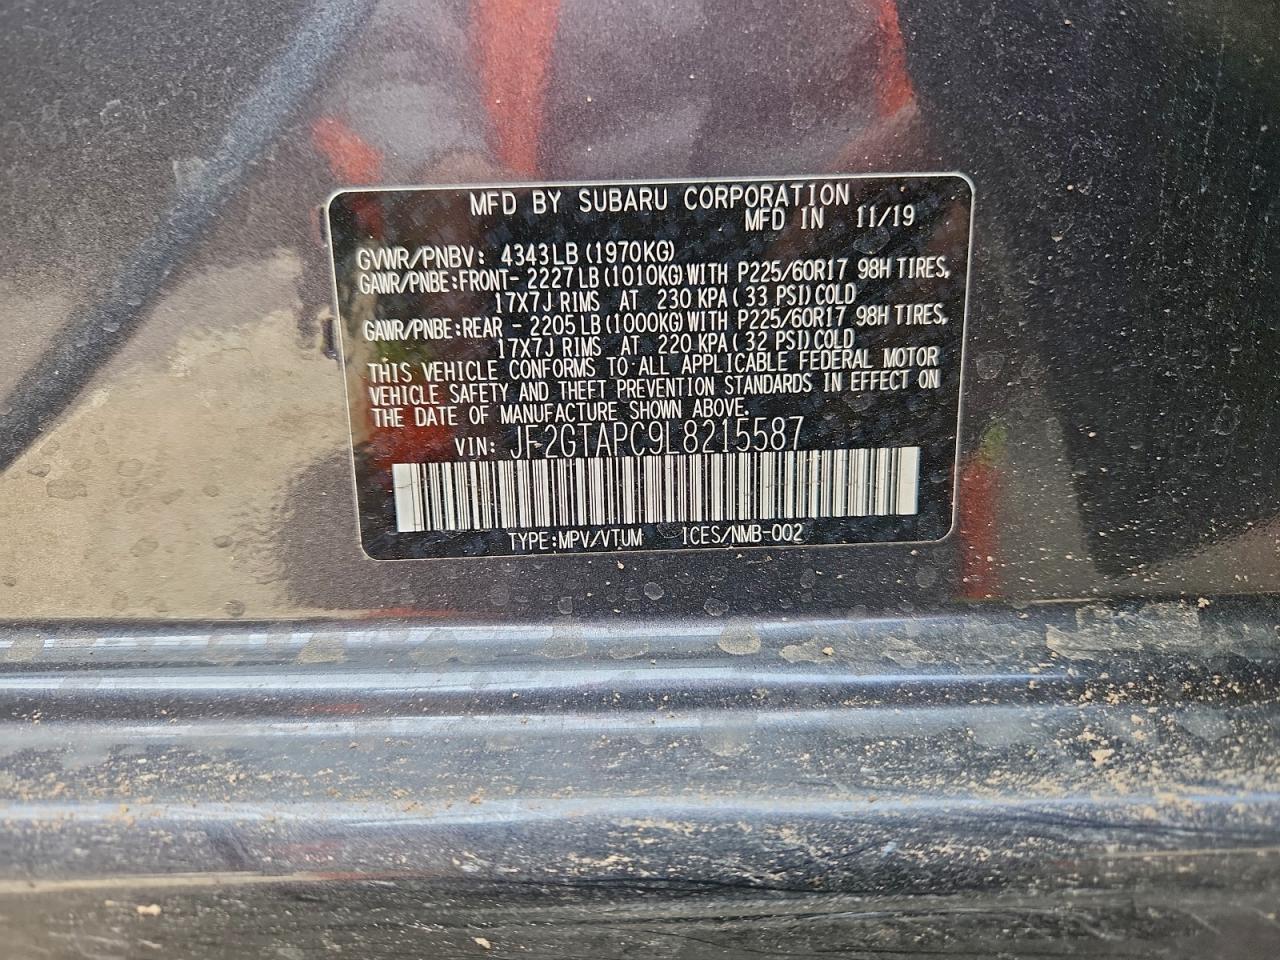 MFD BY SUBARU CORPORATION
MFD IN 11/19
GVWR/PNBV: 4343LB(1970KG)
GAWR/PNBE:FRONT- 2227LB(1010KG)WITH P225/60R17 98H TIRES,
17X7J RIMS AT 230 KPA(33 PSI)COLD
GAWR/PNBE:REAR - 2205LB(1000KG)WITH P225/60R17 98H TIRES,
17X7J RIMS AT 220 KPA(32 PSI)COLD
THIS VEHICLE CONFORMS TO ALL APPLICABLE FEDERAL MOTOR
VEHICLE SAFETY AND THEFT PREVENTION STANDARDS IN EFFECT ON
THE DATE OF MANUFACTURE SHOWN ABOVE.
VIN: JF2GTAPC9L8215587
TYPE:MPV/VTUM ICES/NMB-002